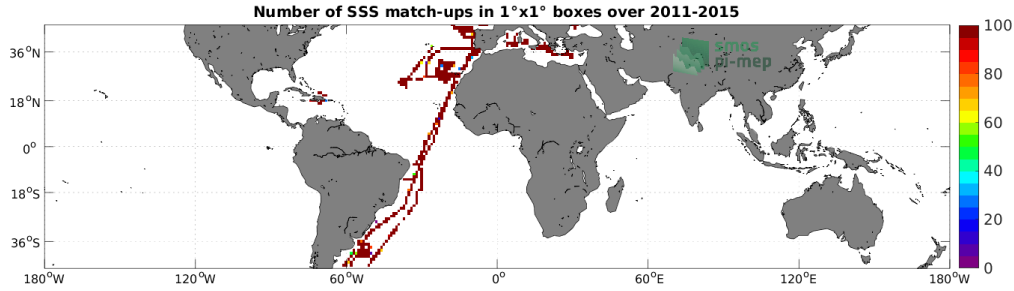 Number of SSS match-ups in 1°x1° boxes over 2011-2015
smos
pi-mep
36°N
18°N
0°
18°S
36°S
180°W
120°W
60°W
0°
60°E
120°E
180°W
100
80
60
40
20
0